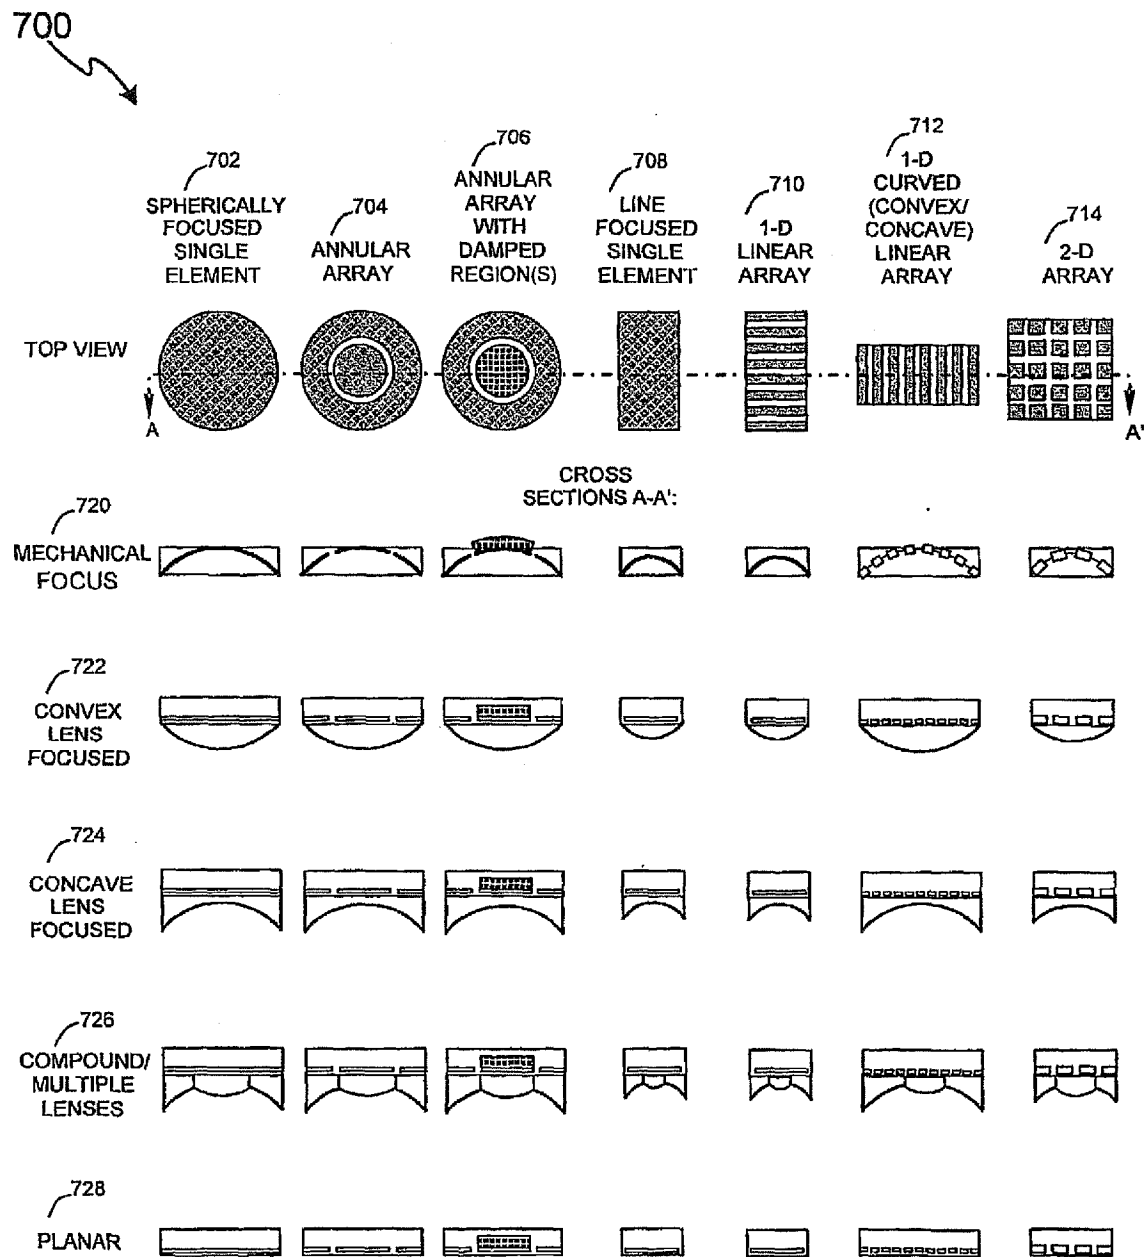 700
702
SPHERICALLY
FOCUSED
SINGLE
ELEMENT
704
ANNULAR
ARRAY
706
ANNULAR
ARRAY
WITH
DAMPED
REGION(S)
708
LINE
FOCUSED
SINGLE
ELEMENT
710
1-D
LINEAR
ARRAY
712
1-D
CURVED
(CONVEX/
CONCAVE)
LINEAR
ARRAY
714
2-D
ARRAY
TOP VIEW
A
A'
CROSS
SECTIONS A-A':
720
MECHANICAL
FOCUS
722
CONVEX
LENS
FOCUSED
724
CONCAVE
LENS
FOCUSED
726
COMPOUND/
MULTIPLE
LENSES
728
PLANAR